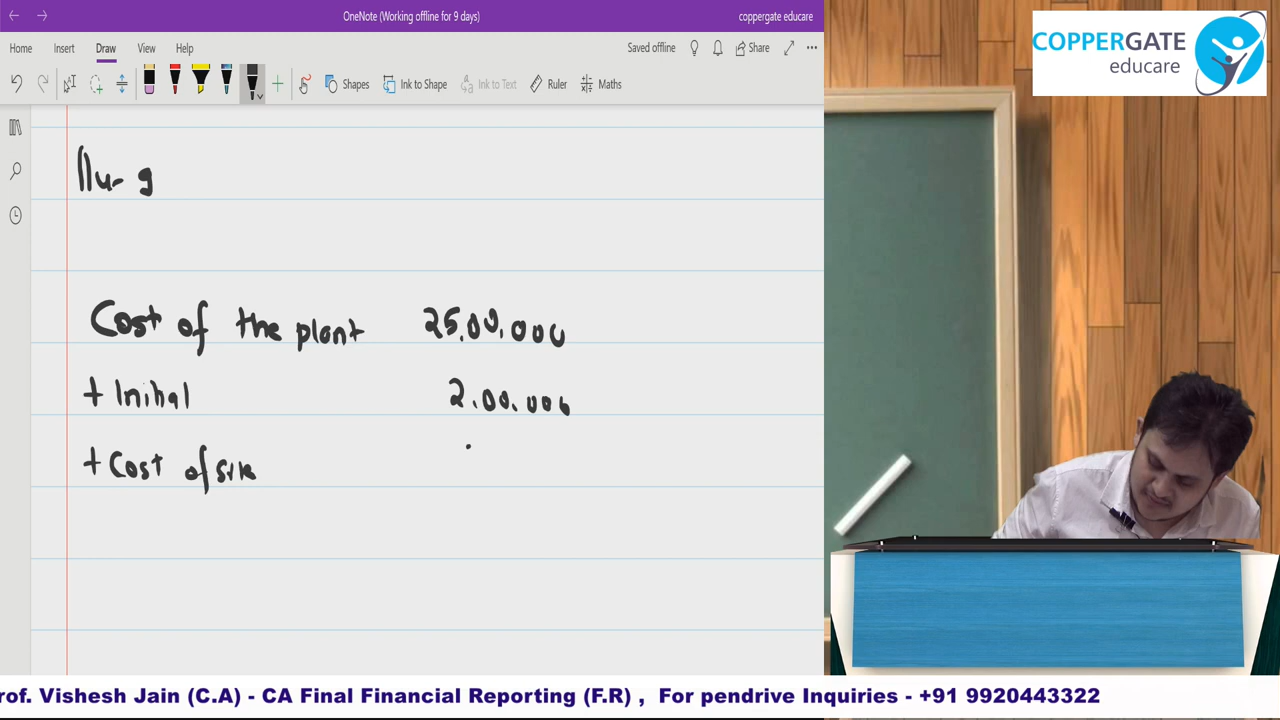 OneNote (Working offline for 9 days)
coppergate educare
Home Insert Draw View Help
Saved offline
Share
Shapes
Ink to Shape
Ink to Text
Ruler
Maths
COPPERGATE
educare
Illu- 9
Cost of the plant 25,00,000
+ Initial 2,00,000
+ Cost of site
rof. Vishesh Jain (C.A) - CA Final Financial Reporting (F.R) , For pendrive Inquiries - +91 9920443322